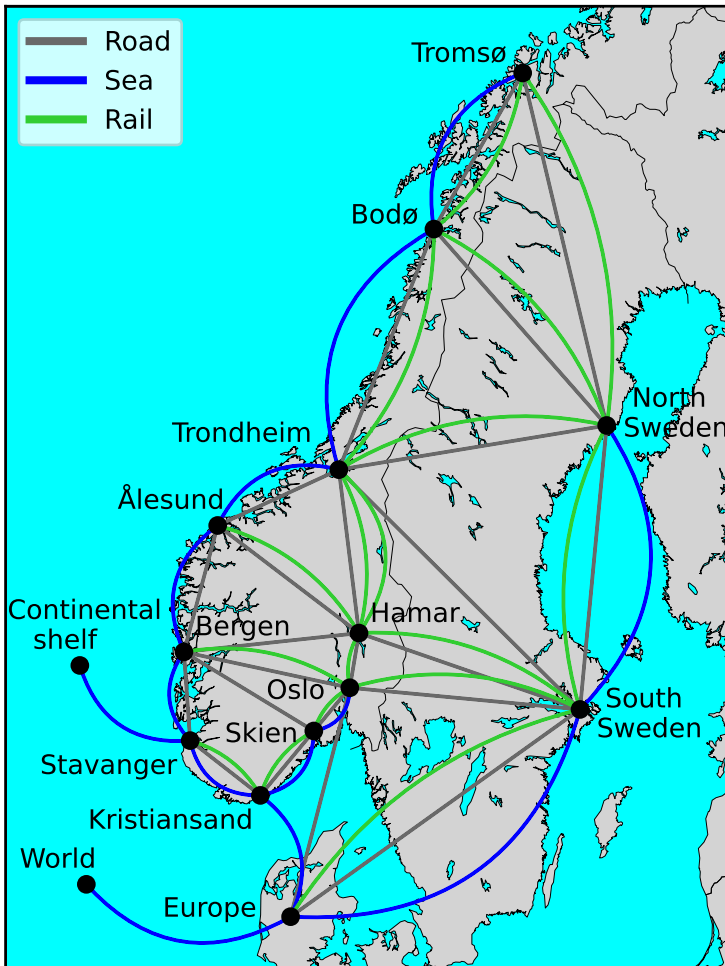 Road
Sea
Rail
Tromsø
Bodø
North
Sweden
Trondheim
Ålesund
Continental
shelf
Bergen
Hamar
Oslo
South
Sweden
Skien
Stavanger
Kristiansand
World
Europe